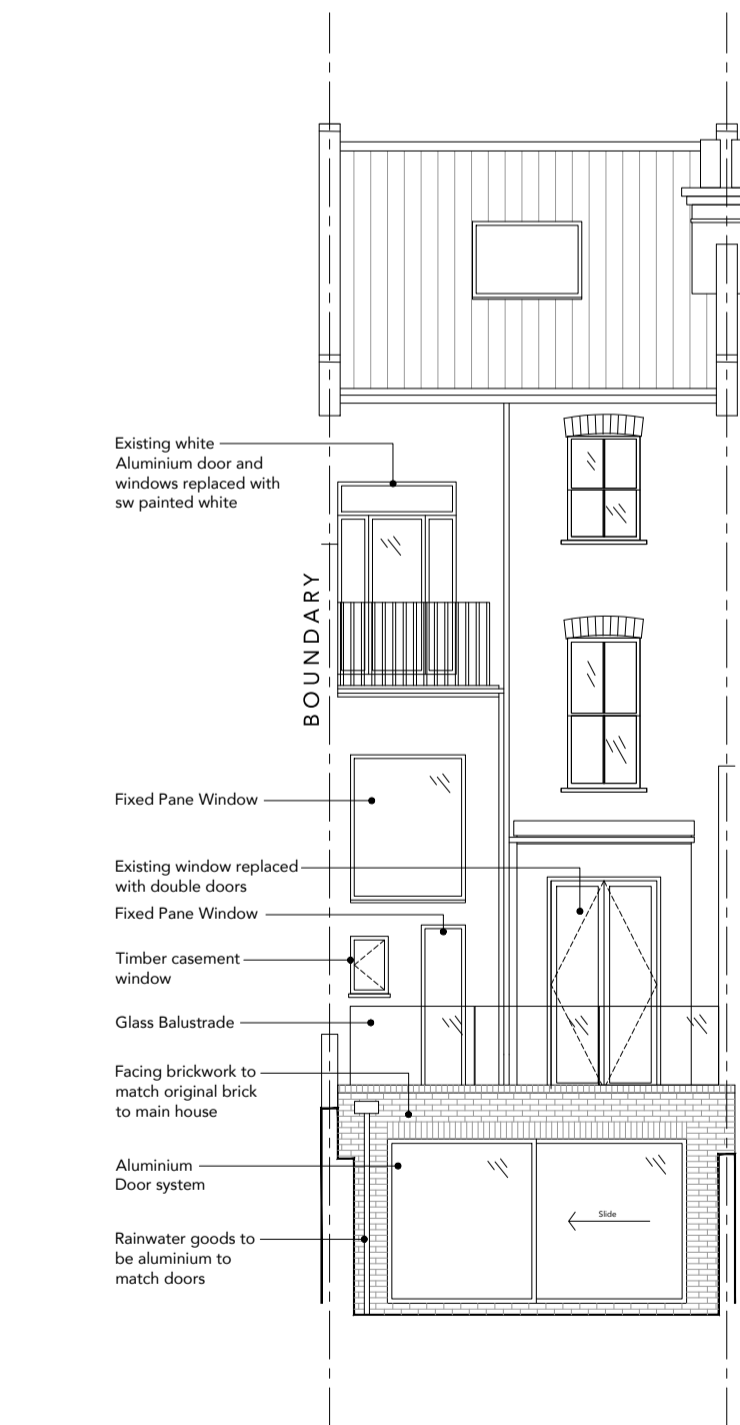 Existing white
Aluminium door and
windows replaced with
sw painted white
BOUNDARY
Fixed Pane Window
Existing window replaced
with double doors
Fixed Pane Window
Timber casement
window
Glass Balustrade
Facing brickwork to
match original brick
to main house
Aluminium
Door system
Slide
Rainwater goods to
be aluminium to
match doors